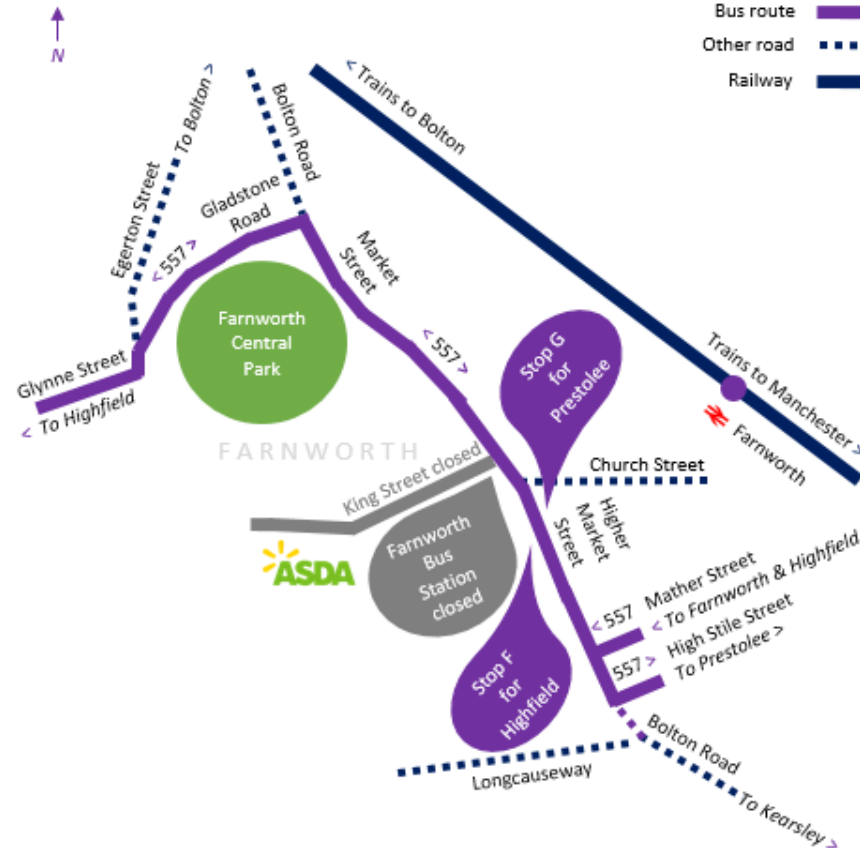 N
Bus route
Other road
Railway
< Trains to Bolton
To Bolton >
Bolton Road
Egerton Street
Gladstone
Road
< 557 >
Market
Street
Farnworth
Central
Park
< 557 >
Glynne Street
< To Highfield
Stop G
for
Prestolee
Trains to Manchester >
Farnworth
FARNWORTH
King Street closed
Church Street
Higher
Market
Street
Farnworth
Bus
Station
closed
ASDA
< 557
Mather Street
< To Farnworth & Highfield
557 >
High Stile Street
To Prestolee >
Stop F
for
Highfield
Longcauseway
Bolton Road
To Kearsley >